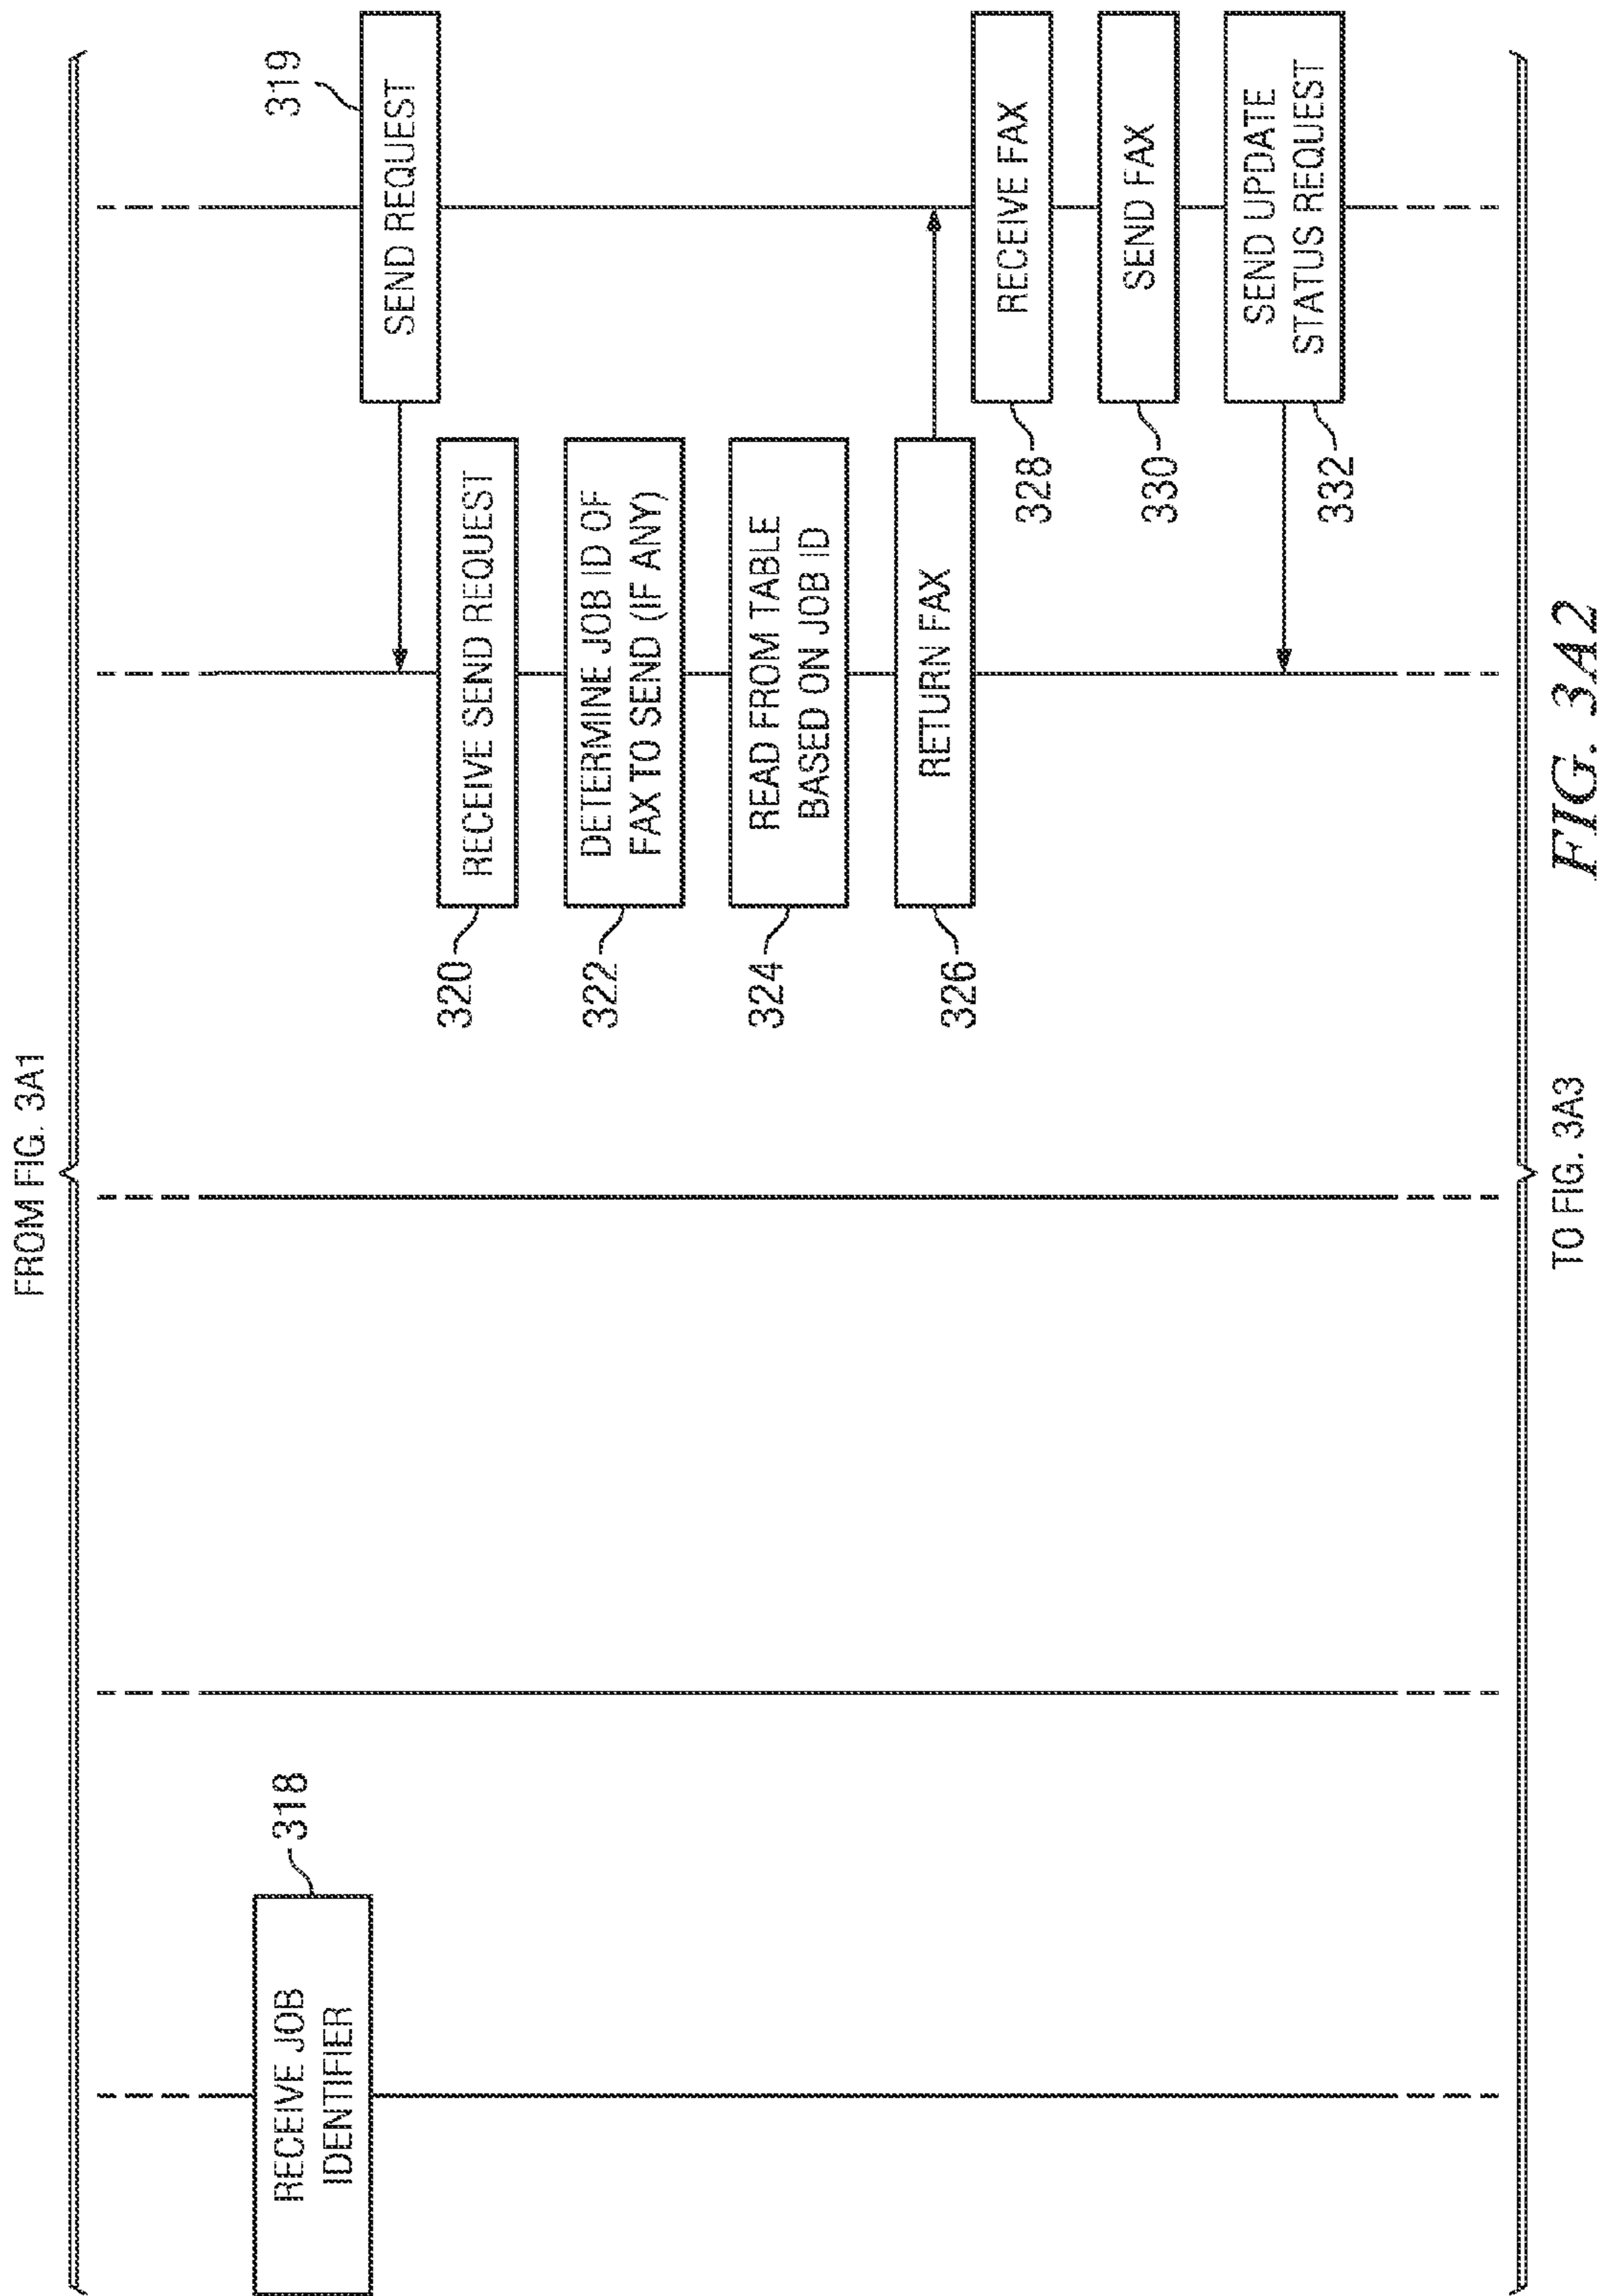 FROM FIG. 3A1
RECEIVE JOB
IDENTIFIER
318
319
SEND REQUEST
320
RECEIVE SEND REQUEST
322
DETERMINE JOB ID OF
FAX TO SEND (IF ANY)
324
READ FROM TABLE
BASED ON JOB ID
326
RETURN FAX
328
RECEIVE FAX
330
SEND FAX
332
SEND UPDATE
STATUS REQUEST
TO FIG. 3A3
FIG. 3A2